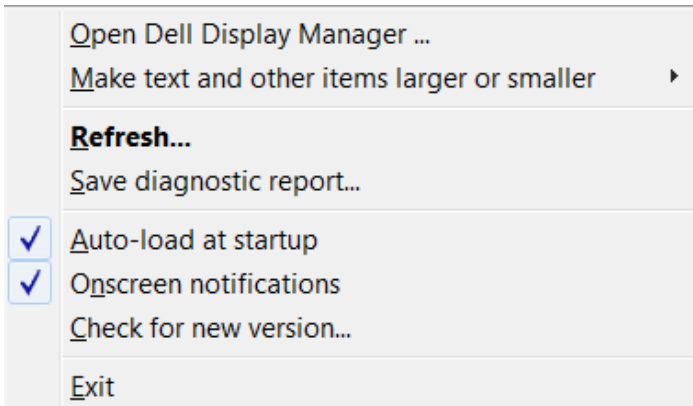 Open Dell Display Manager ...
Make text and other items larger or smaller
Refresh...
Save diagnostic report...
Auto-load at startup
Onscreen notifications
Check for new version...
Exit